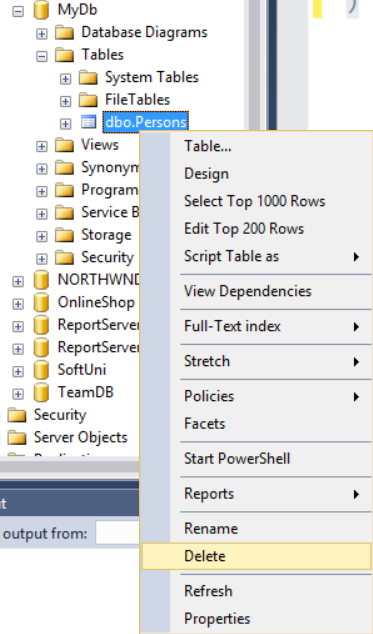 MyDb
)
Database Diagrams
Tables
System Tables
FileTables
dbo.Persons
Views
Table...
Synonym
Design
Program
Select Top 1000 Rows
Service B
Edit Top 200 Rows
Storage
Script Table as
Security
NORTHWND
View Dependencies
OnlineShop
ReportServer
Full-Text index
ReportServer
Stretch
SoftUni
TeamDB
Policies
Security
Facets
Server Objects
Start PowerShell
Reports
output from:
Rename
Delete
Refresh
Properties